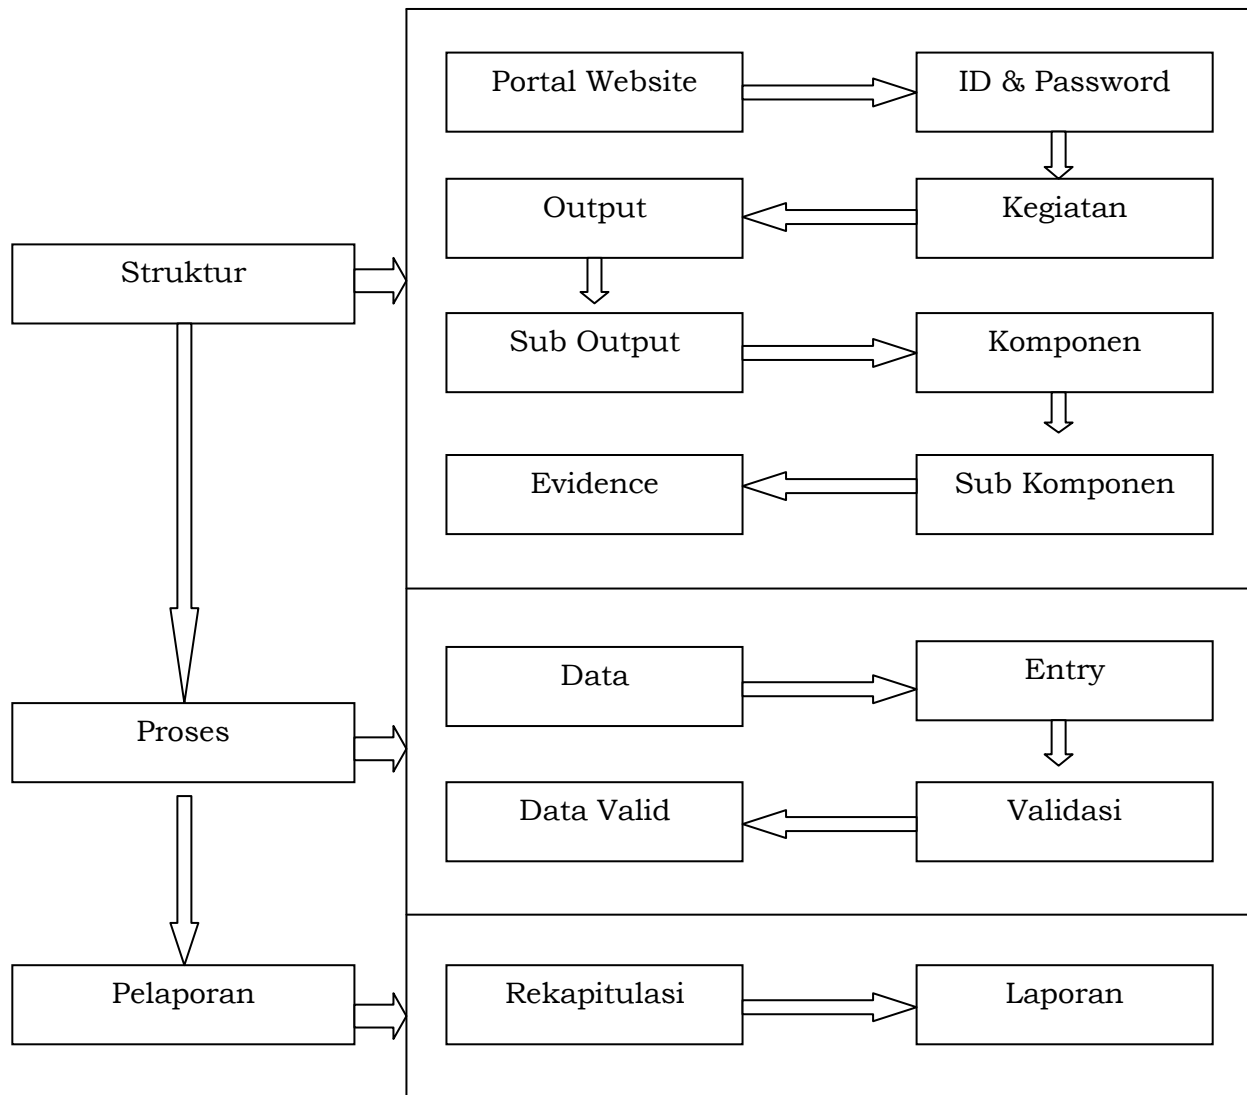 Portal Website
ID & Password
Output
Kegiatan
Struktur
Sub Output
Komponen
Evidence
Sub Komponen
Data
Entry
Proses
Data Valid
Validasi
Pelaporan
Rekapitulasi
Laporan